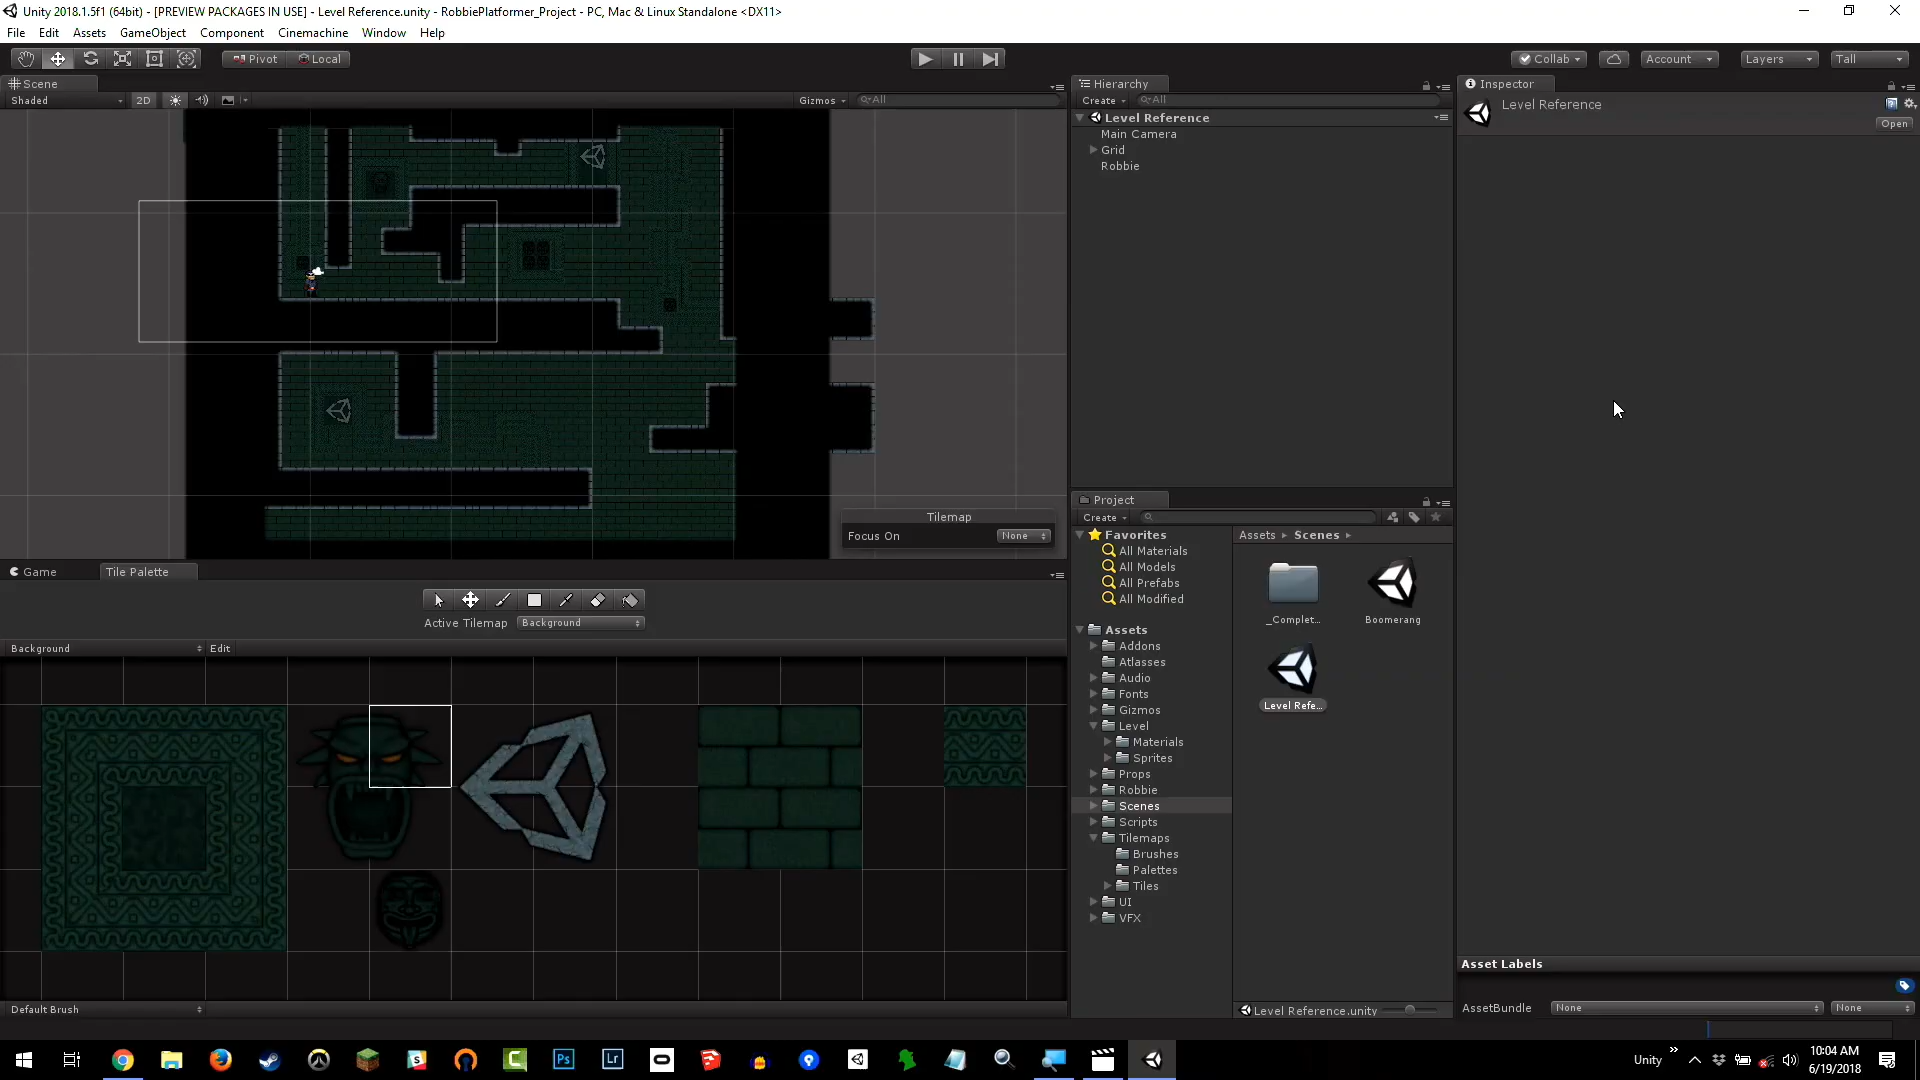 Unity 2018.1.5f1 (64bit) - [PREVIEW PACKAGES IN USE] - Level Reference.unity - RobbiePlatformer_Project - PC, Mac & Linux Standalone <DX11>
File Edit Assets GameObject Component Cinemachine Window Help
Pivot Local
Collab
Account
Layers
Tall
Scene
Shaded
2D
Gizmos
All
Tilemap
Focus On
None
Game
Tile Palette
Active Tilemap
Background
Background
Edit
Default Brush
Hierarchy
Create
All
Level Reference
Main Camera
Grid
Robbie
Project
Create
Favorites
All Materials
All Models
All Prefabs
All Modified
Assets
Addons
Atlasses
Audio
Fonts
Gizmos
Level
Materials
Sprites
Props
Robbie
Scenes
Scripts
Tilemaps
Brushes
Palettes
Tiles
UI
VFX
Assets Scenes
_Complet...
Boomerang
Level Refe...
Level Reference.unity
Inspector
Level Reference
Open
Asset Labels
AssetBundle
None
None
Ps
Lr
Unity
10:04 AM
6/19/2018